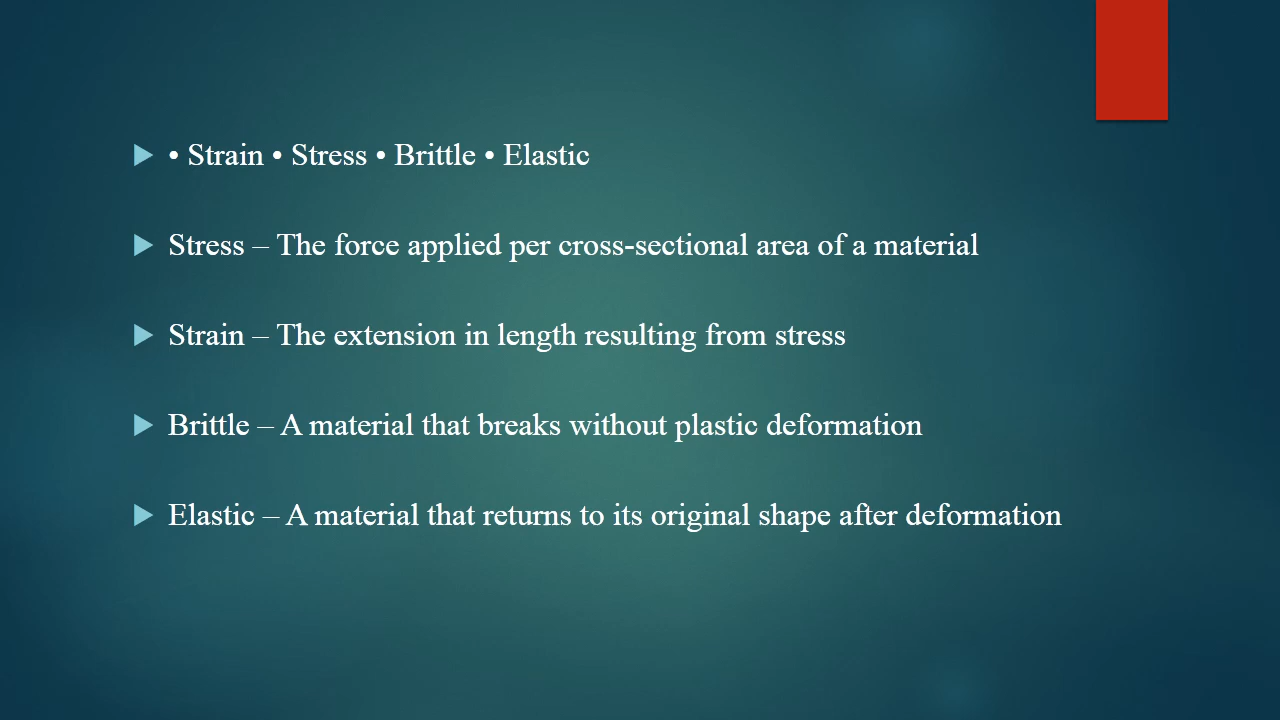 • Strain • Stress • Brittle • Elastic
Stress – The force applied per cross-sectional area of a material
Strain – The extension in length resulting from stress
Brittle – A material that breaks without plastic deformation
Elastic – A material that returns to its original shape after deformation